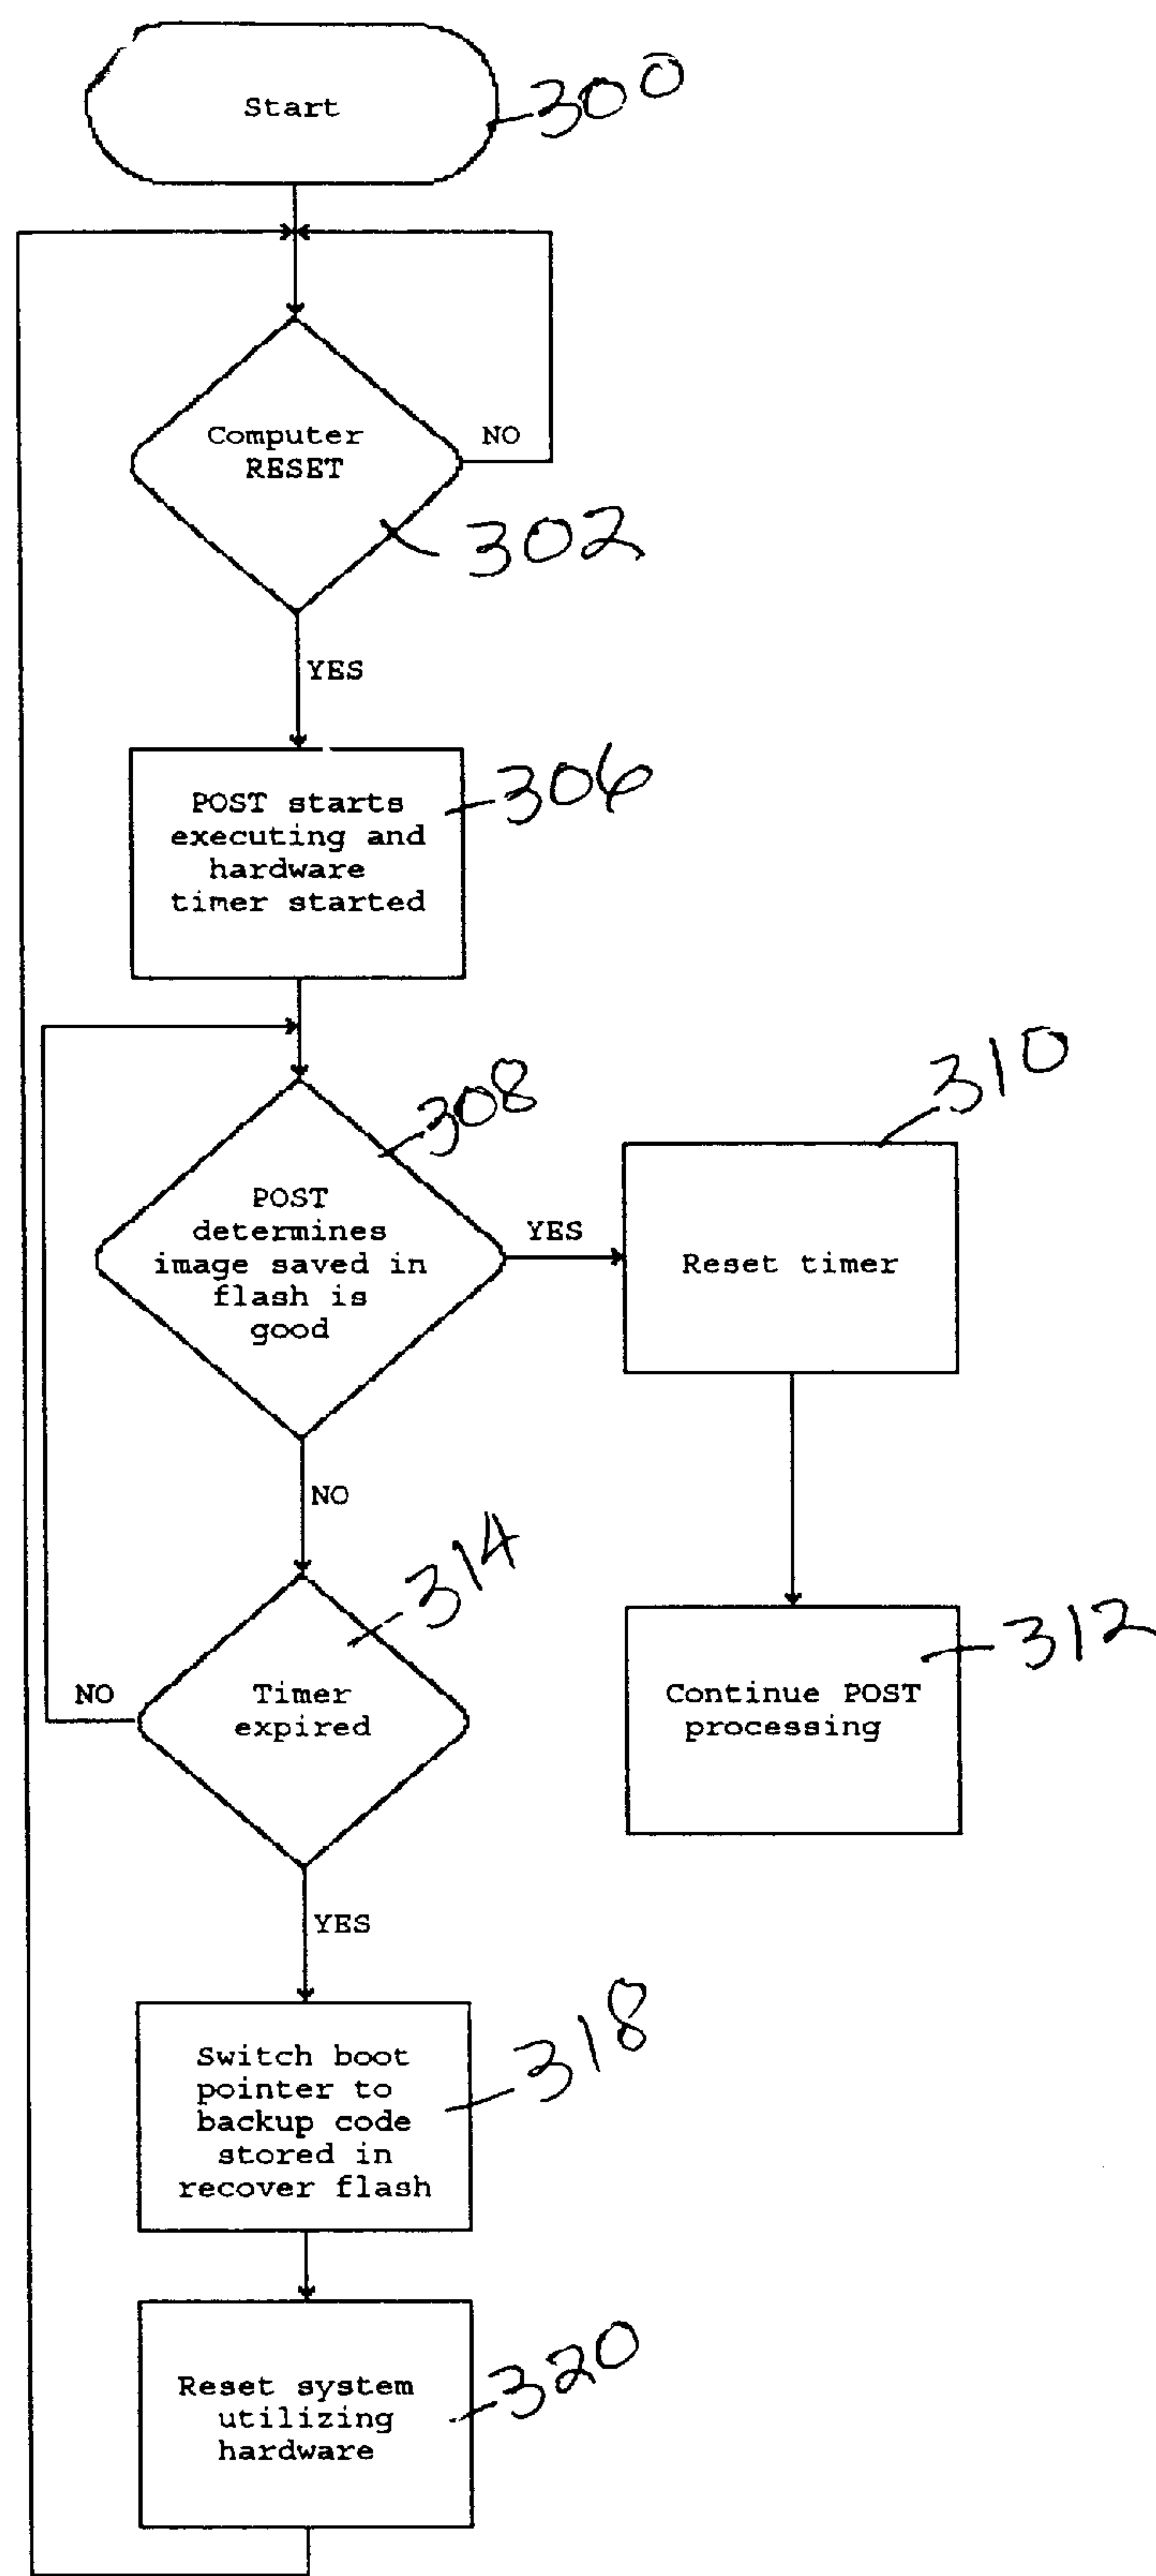 Start
300
Computer
RESET
NO
302
YES
POST starts
executing and
hardware
timer started
306
308
POST
determines
image saved in
flash is
good
YES
310
Reset timer
NO
314
Timer
expired
NO
312
Continue POST
processing
YES
Switch boot
pointer to
backup code
stored in
recover flash
318
Reset system
utilizing
hardware
320